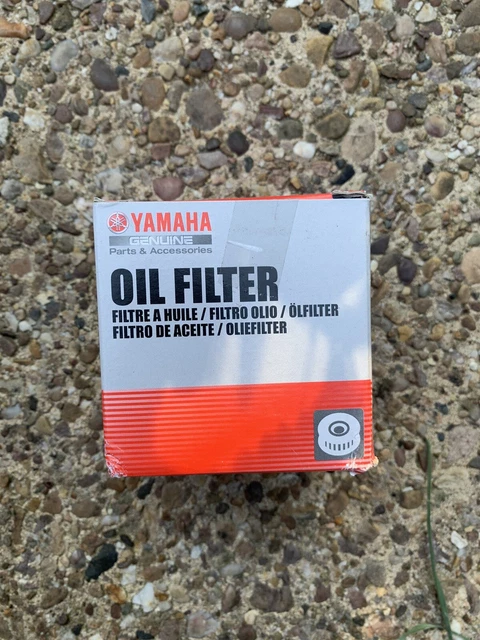 YAMAHA
GENUINE
Parts & Accessories
OIL FILTER
FILTRE A HUILE / FILTRO OLIO / ÖLFILTER
FILTRO DE ACEITE / OLIEFILTER